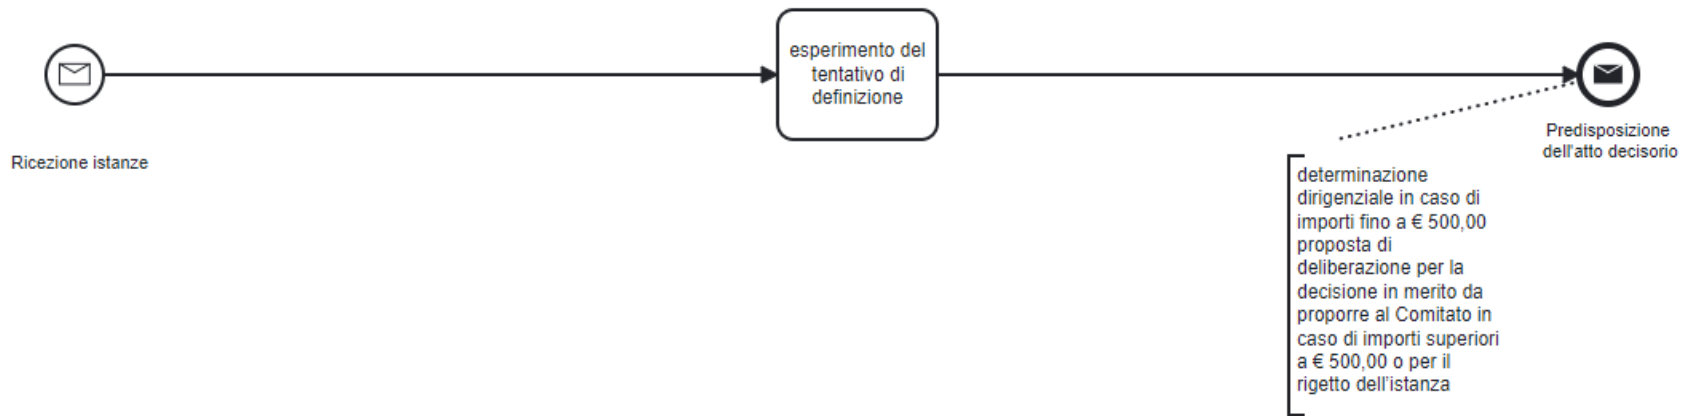 esperimento del
tentativo di
definizione
Ricezione istanze
Predisposizione
dell'atto decisorio
determinazione
dirigenziale in caso di
importi fino a € 500,00
proposta di
deliberazione per la
decisione in merito da
proporre al Comitato in
caso di importi superiori
a € 500,00 o per il
rigetto dell'istanza